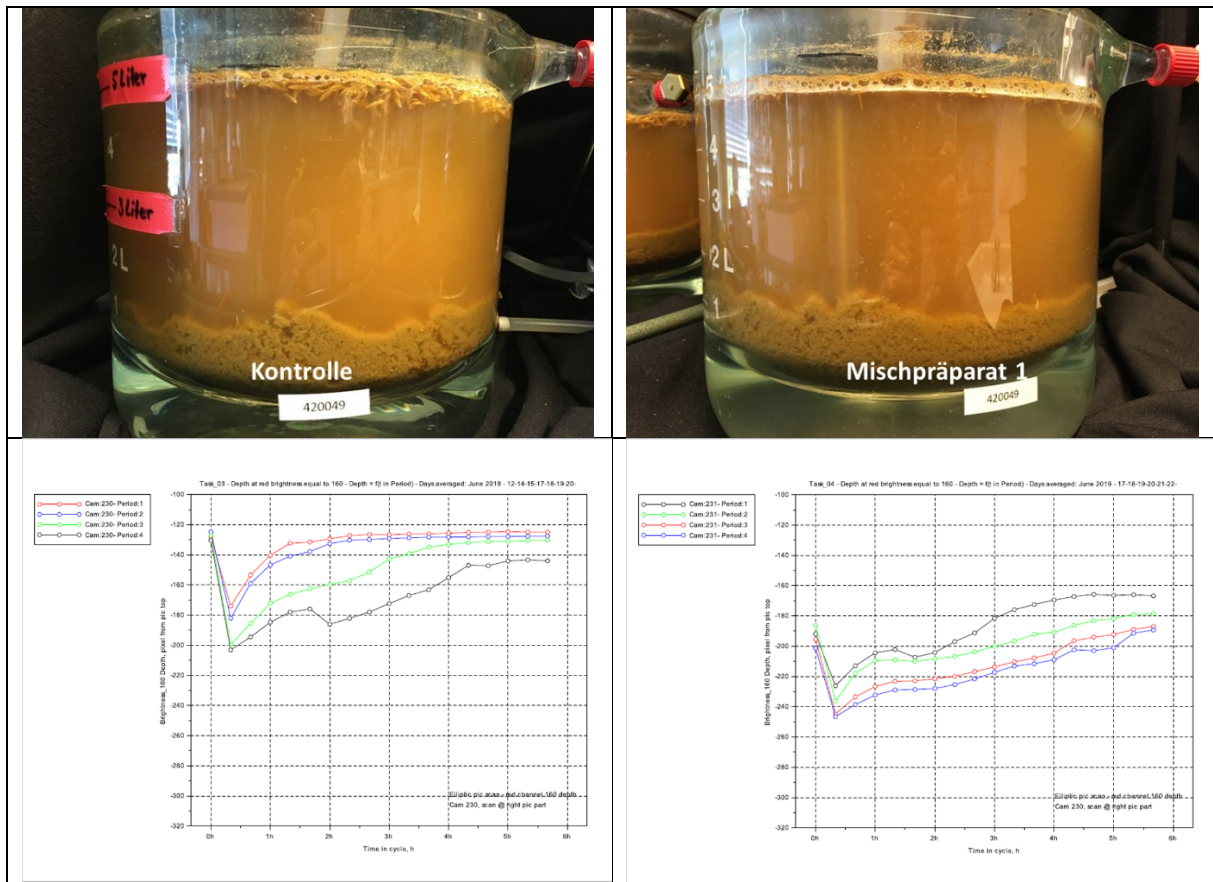 5 Liter
4
3 Liter
2 L
1
Kontrolle
420049
5
4
3
2 L
1
Mischpräparat 1
420049
Task_03 - Depth at red brightness equal to 160 - Depth = f(t in Period) - Days averaged: June 2019 - 12-14-15-17-18-19-20-
Cam:230- Period:1
Cam:230- Period:2
Cam:230- Period:3
Cam:230- Period:4
Brightness_160 Depth, pixel from pic top
-100
-120
-140
-160
-180
-200
-220
-240
-260
-280
-300
-320
Elliptic pic scan - red channel 160 depth
Cam 230, scan @ right pic part
0h 1h 2h 3h 4h 5h 6h
Time in cycle, h
Task_04 - Depth at red brightness equal to 160 - Depth = f(t in Period) - Days averaged: June 2019 - 17-18-19-20-21-22-
Cam:231- Period:1
Cam:231- Period:2
Cam:231- Period:3
Cam:231- Period:4
Brightness_160 Depth, pixel from pic top
-100
-120
-140
-160
-180
-200
-220
-240
-260
-280
-300
-320
Elliptic pic scan - red channel 160 depth
Cam 230, scan @ right pic part
0h 1h 2h 3h 4h 5h 6h
Time in cycle, h